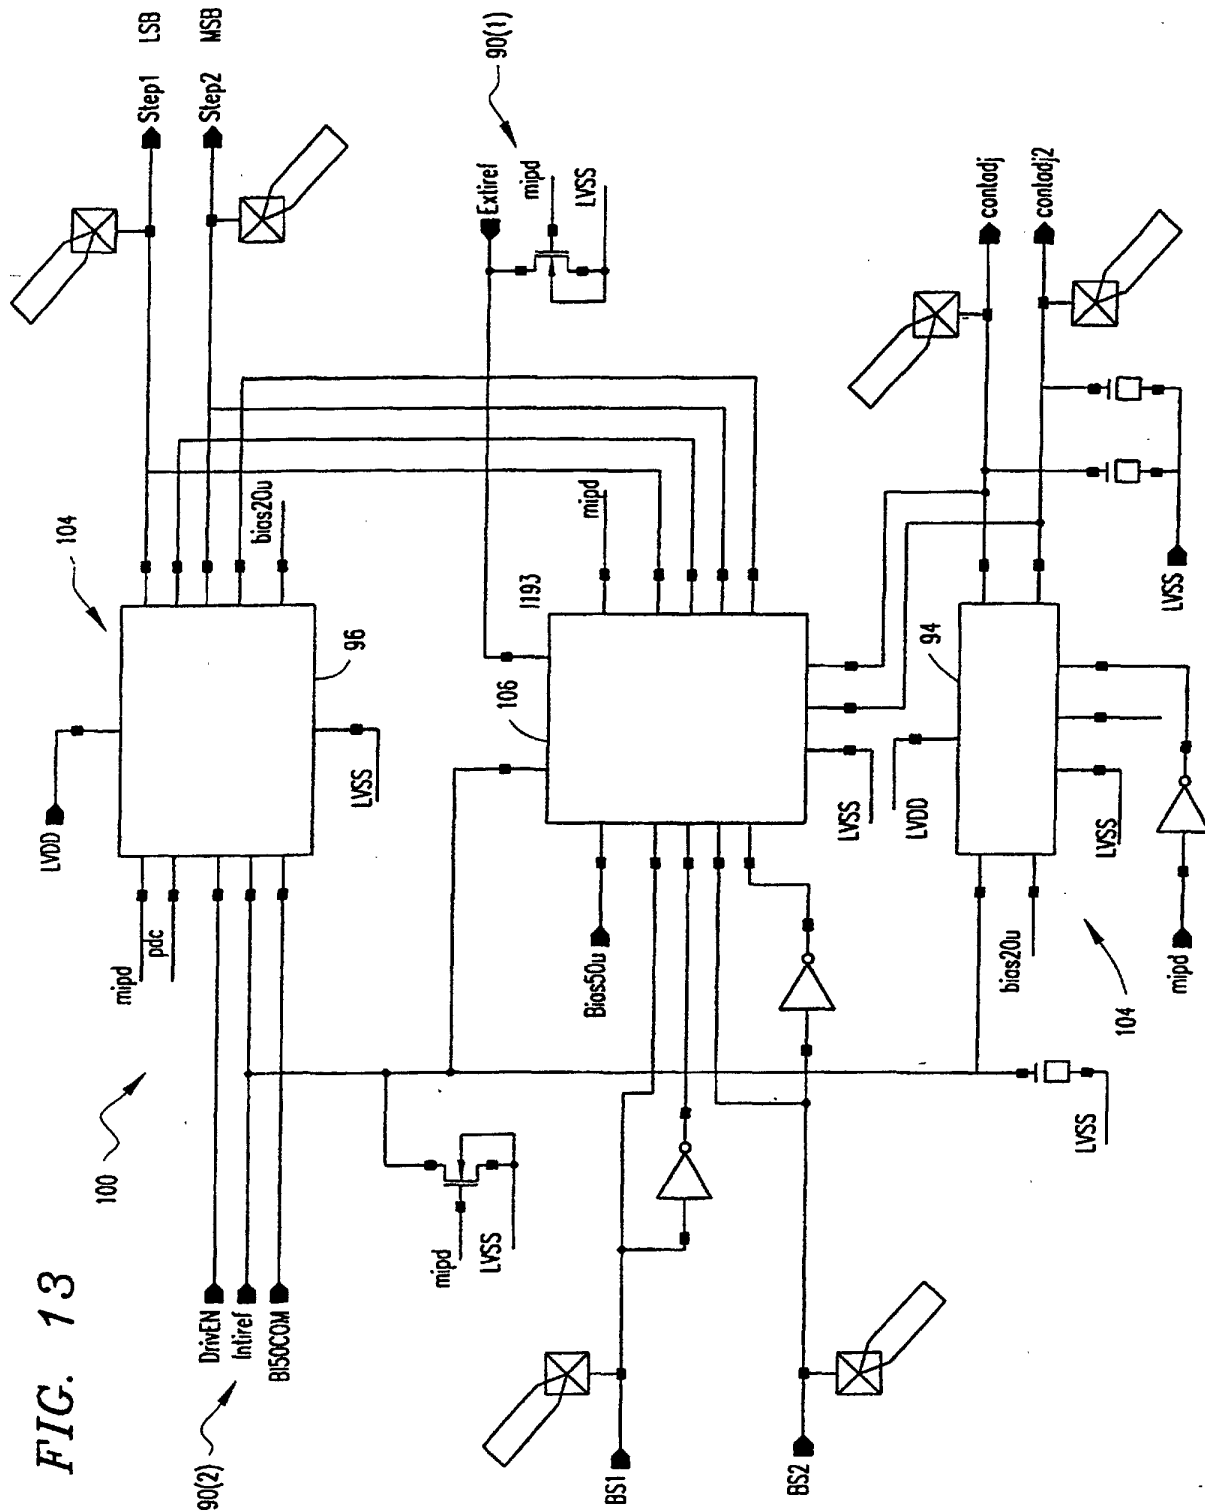 FIG. 13
100
104
LVDD
mipd
pdc
DrivEN
Intiref
BI50COM
90(2)
Step1 LSB
Step2 MSB
bias20u
96
LVSS
mipd
LVSS
Extiref
90(1)
mipd
LVSS
106
I193
mipd
Bias50u
LVSS
BS1
BS2
contadj
contadj2
94
LVDD
bias20u
LVSS
104
mipd
LVSS
LVSS